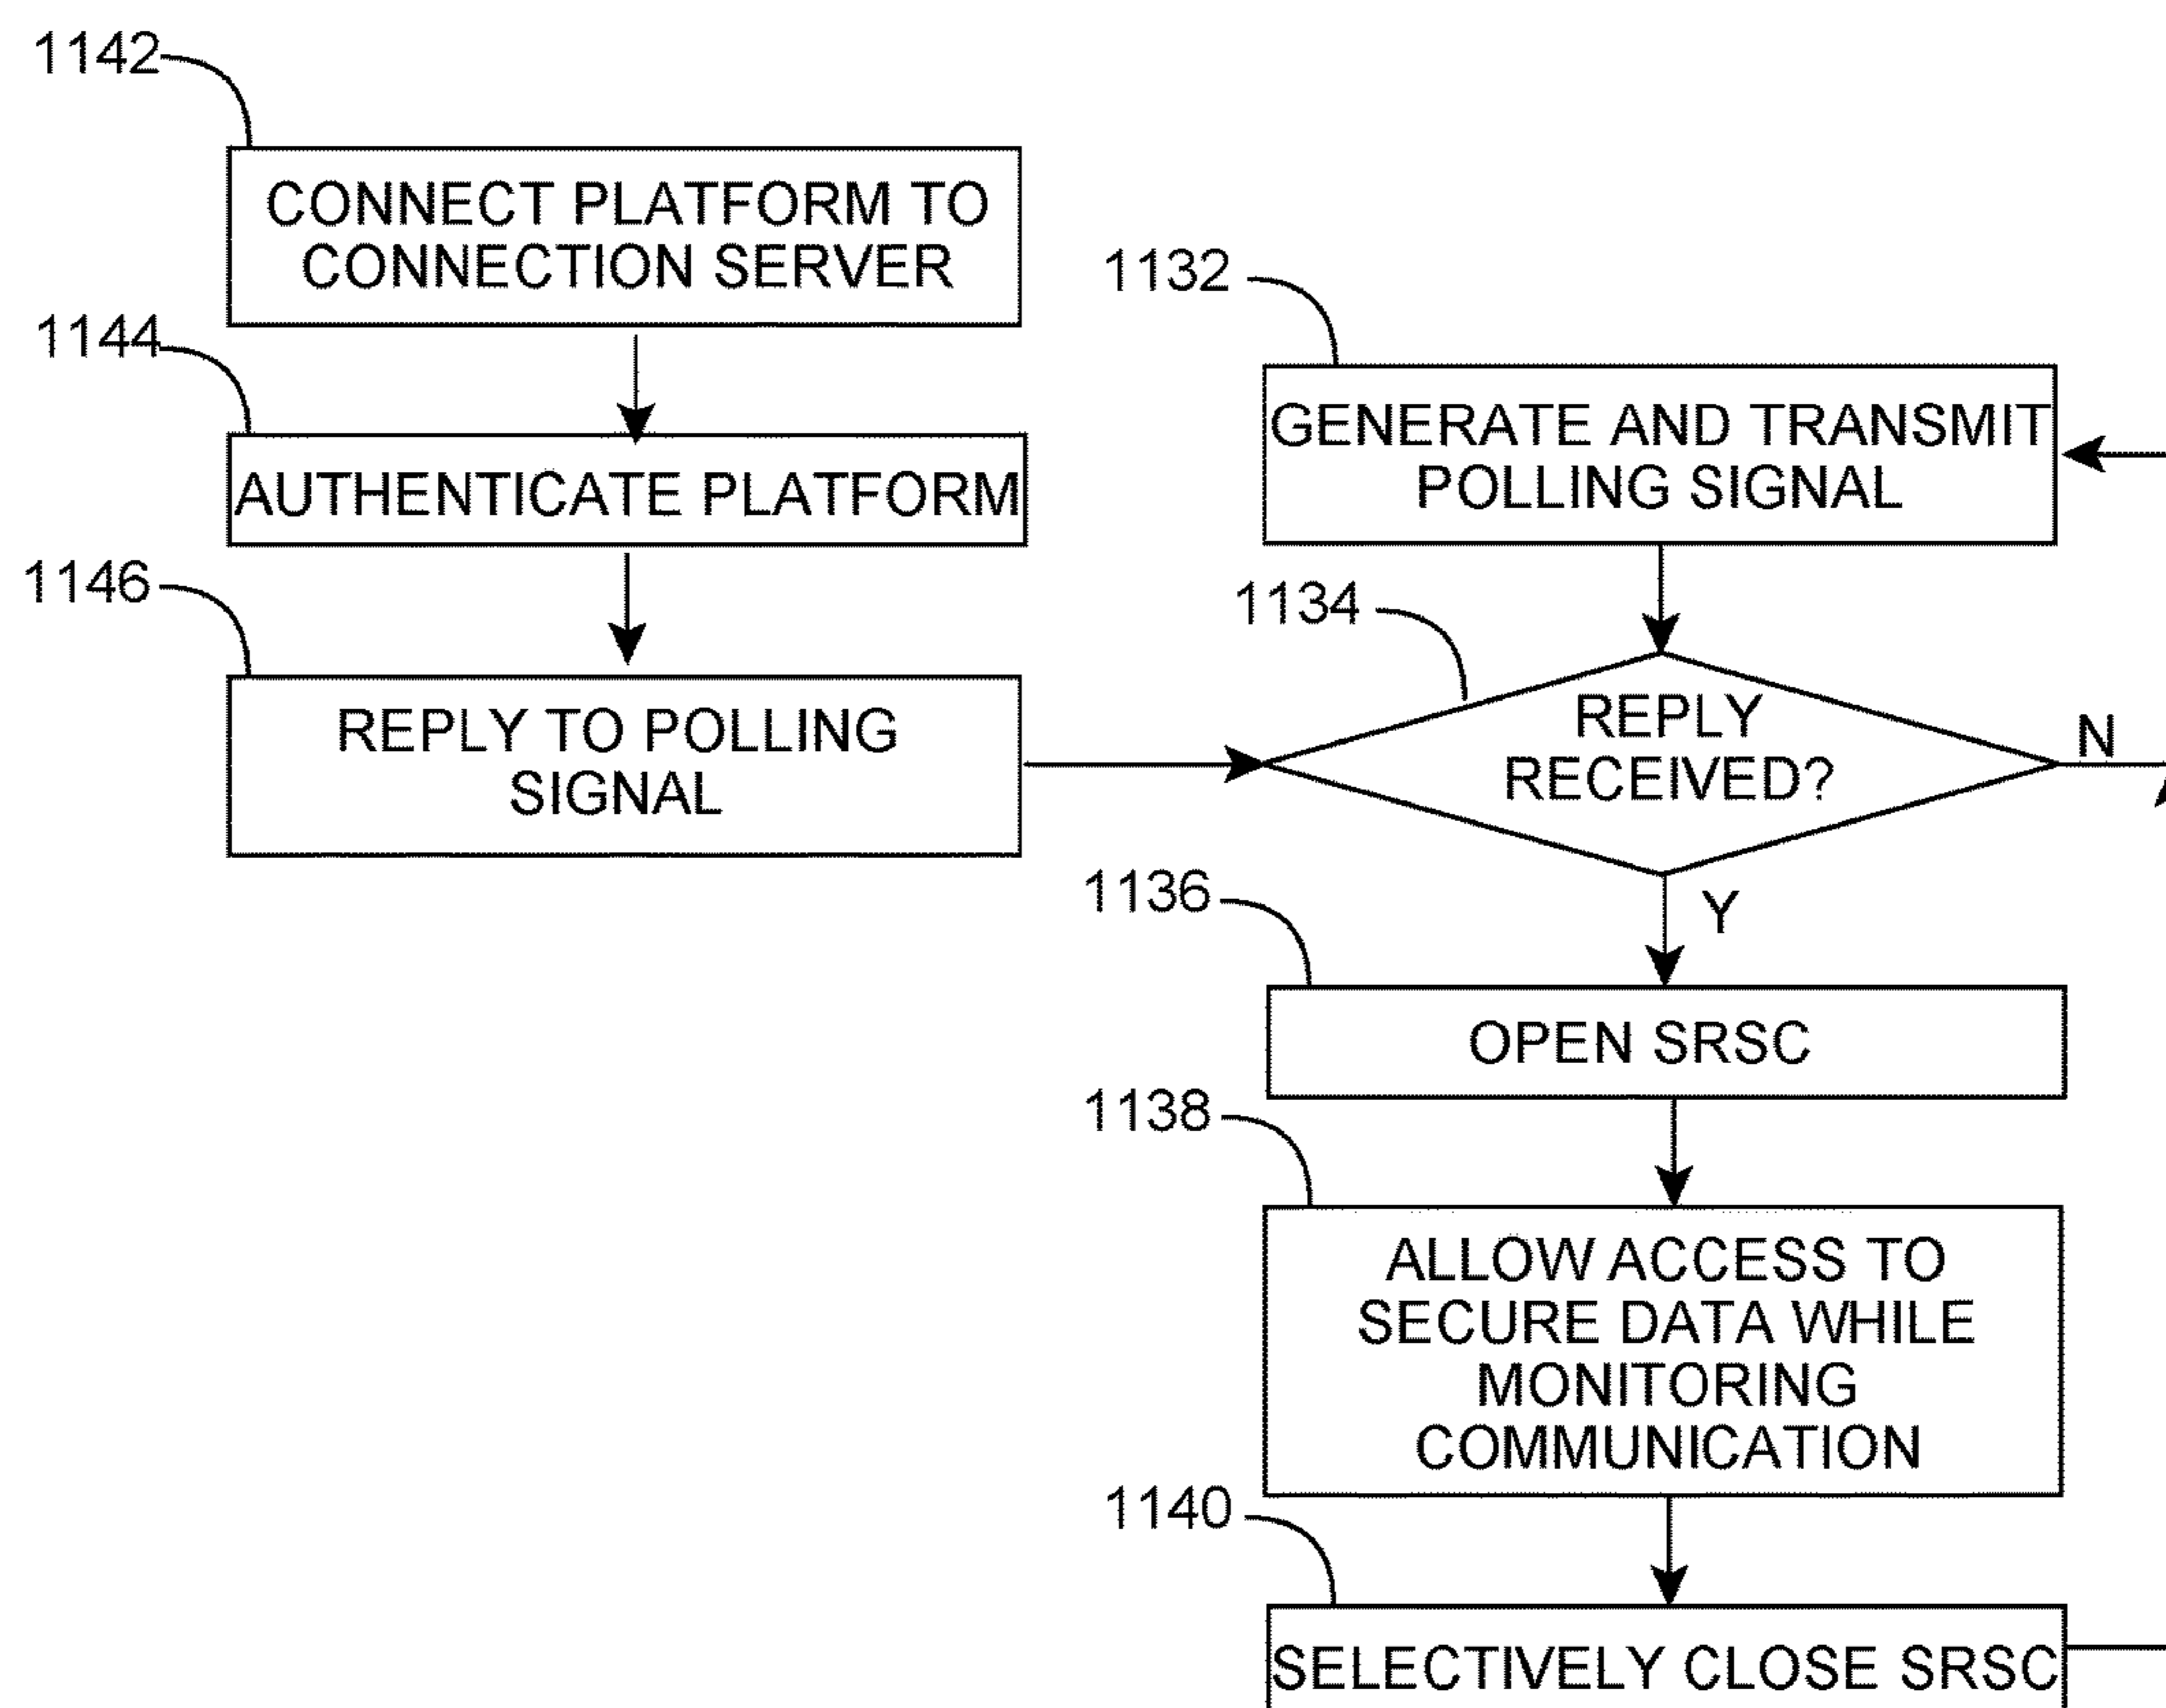 1142
CONNECT PLATFORM TO
CONNECTION SERVER
1144
AUTHENTICATE PLATFORM
1146
REPLY TO POLLING
SIGNAL
1132
GENERATE AND TRANSMIT
POLLING SIGNAL
1134
REPLY
RECEIVED?
N
Y
1136
OPEN SRSC
1138
ALLOW ACCESS TO
SECURE DATA WHILE
MONITORING
COMMUNICATION
1140
SELECTIVELY CLOSE SRSC